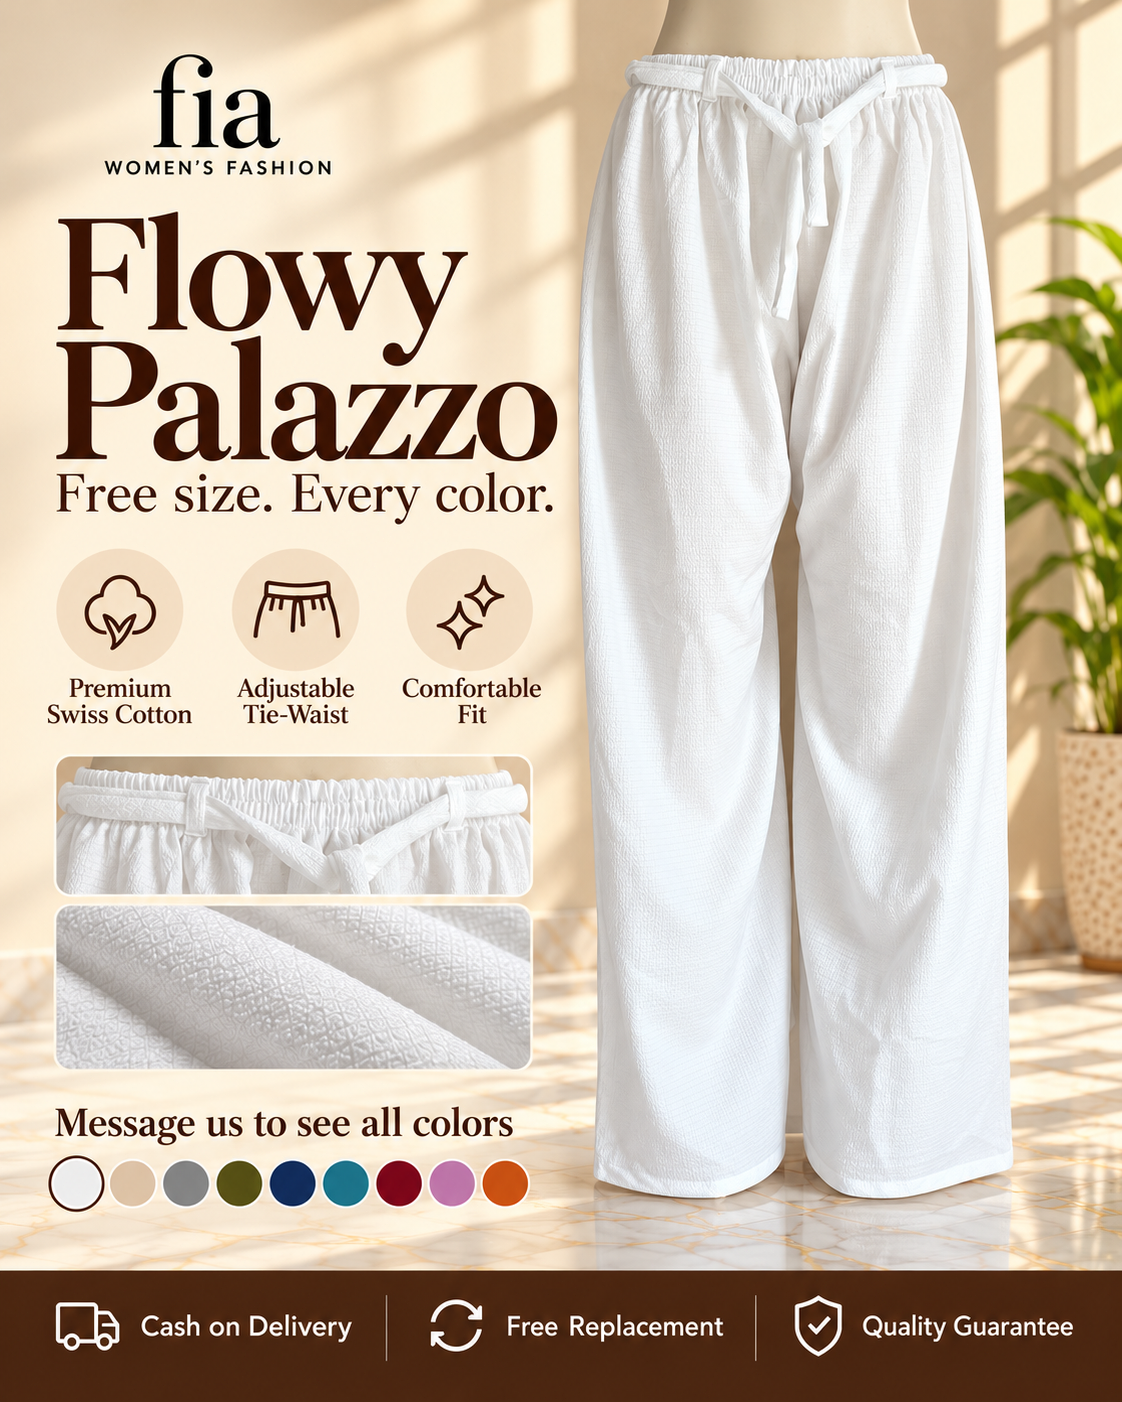 fia
WOMEN'S FASHION
Flowy
Palazzo
Free size. Every color.
Premium
Swiss Cotton
Adjustable
Tie-Waist
Comfortable
Fit
Message us to see all colors
Cash on Delivery
Free Replacement
Quality Guarantee